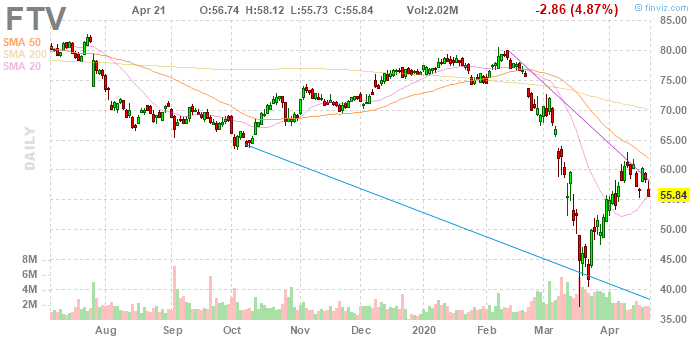 FTV Apr 21 O:56.74 H:58.12 L:55.73 C:55.84 Vol:2.02M -2.86 (4.87%) © finviz.com
SMA 50
SMA 200
SMA 20
DAILY
85.00
80.00
75.00
70.00
65.00
60.00
55.84
55.00
50.00
45.00
40.00
35.00
8M
6M
4M
2M
Aug Sep Oct Nov Dec 2020 Feb Mar Apr